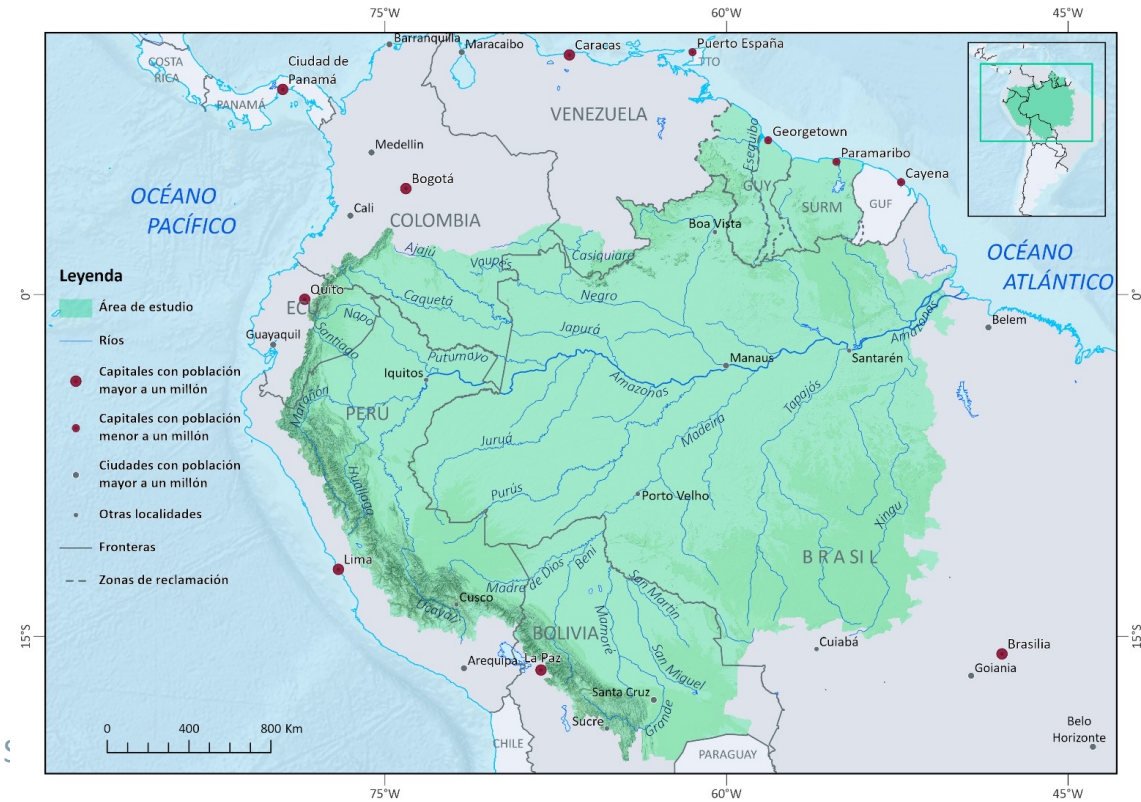 75°W
60°W
45°W
Barranquilla
Maracaibo
Caracas
Puerto España
TTO
COSTA
RICA
Ciudad de
Panamá
PANAMÁ
VENEZUELA
Georgetown
Esequibo
Medellin
Paramaribo
Bogotá
Cayena
GUY
SURM
GUF
OCÉANO
PACÍFICO
Cali
COLOMBIA
Boa Vista
OCÉANO
ATLÁNTICO
Ajajú
Vaupés
Casiquiare
Leyenda
Área de estudio
Ríos
Capitales con población
mayor a un millón
Capitales con población
menor a un millón
Ciudades con población
mayor a un millón
Otras localidades
Fronteras
Zonas de reclamación
0°
0°
Quito
ECU
Caquetá
Negro
Napo
Japurá
Amazonas
Belem
Guayaquil
Santiago
Putumayo
Manaus
Santarén
Iquitos
Amazonas
Marañón
PERÚ
Tapajós
Juruá
Madeira
Huallaga
Purús
Porto Velho
Xingu
Lima
BRASIL
Madre de Dios
Beni
San Martin
Cusco
Ucayali
Mamoré
15°S
15°S
BOLIVIA
Cuiabá
Brasilia
Arequipa
La Paz
San Miguel
Goiania
Santa Cruz
Grande
Sucre
Belo
Horizonte
0 400 800 Km
CHILE
PARAGUAY
75°W
60°W
45°W